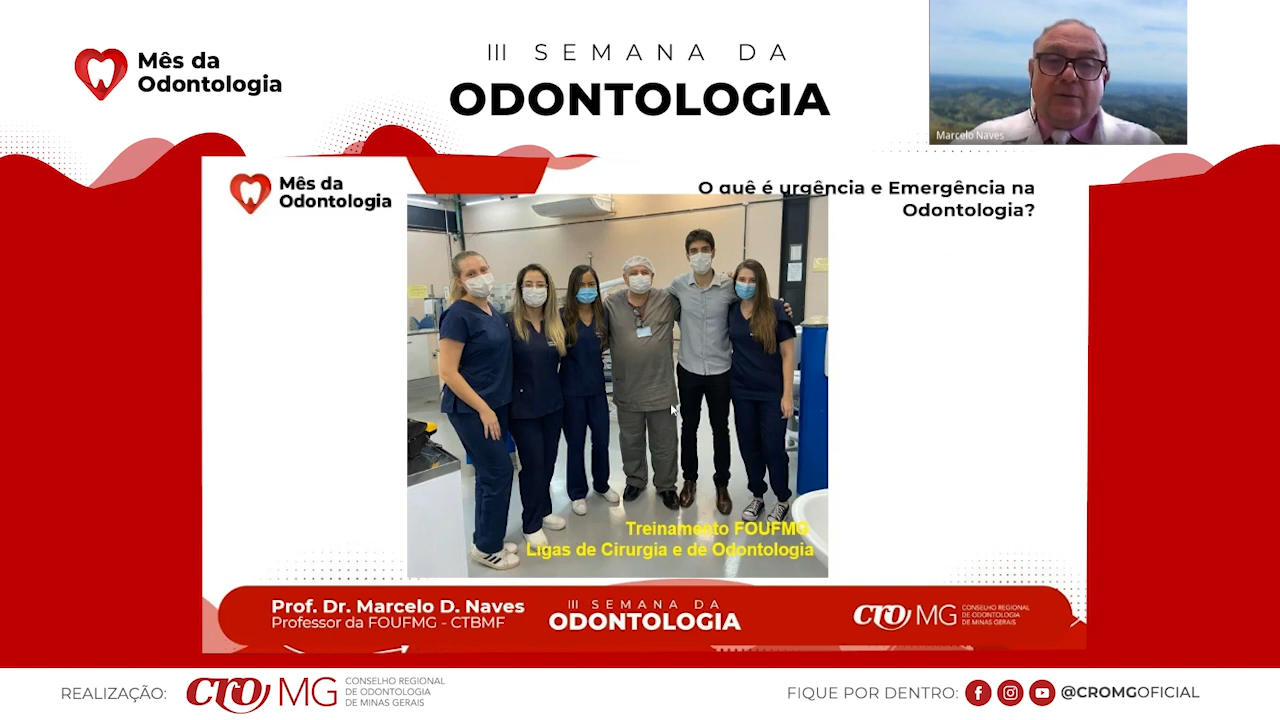 Mês da
Odontologia
III SEMANA DA
ODONTOLOGIA
Marcelo Naves
Mês da
Odontologia
O quê é urgência e Emergência na
Odontologia?
Treinamento FOUFMG
Ligas de Cirurgia e de Odontologia
Prof. Dr. Marcelo D. Naves
Professor da FOUFMG - CTBMF
III SEMANA DA
ODONTOLOGIA
cro MG
CONSELHO REGIONAL
DE ODONTOLOGIA
DE MINAS GERAIS
REALIZAÇÃO:
cro MG
CONSELHO REGIONAL
DE ODONTOLOGIA
DE MINAS GERAIS
FIQUE POR DENTRO:
@CROMGOFICIAL